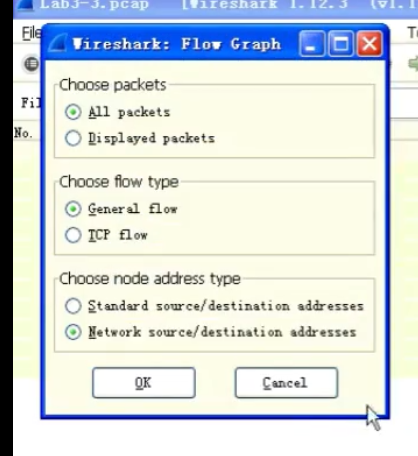 Lab3-3.pcap [Wireshark 1.12.3 (v1.1
File
Wireshark: Flow Graph
Fil
No.
Choose packets
All packets
Displayed packets
Choose flow type
General flow
TCP flow
Choose node address type
Standard source/destination addresses
Network source/destination addresses
OK Cancel